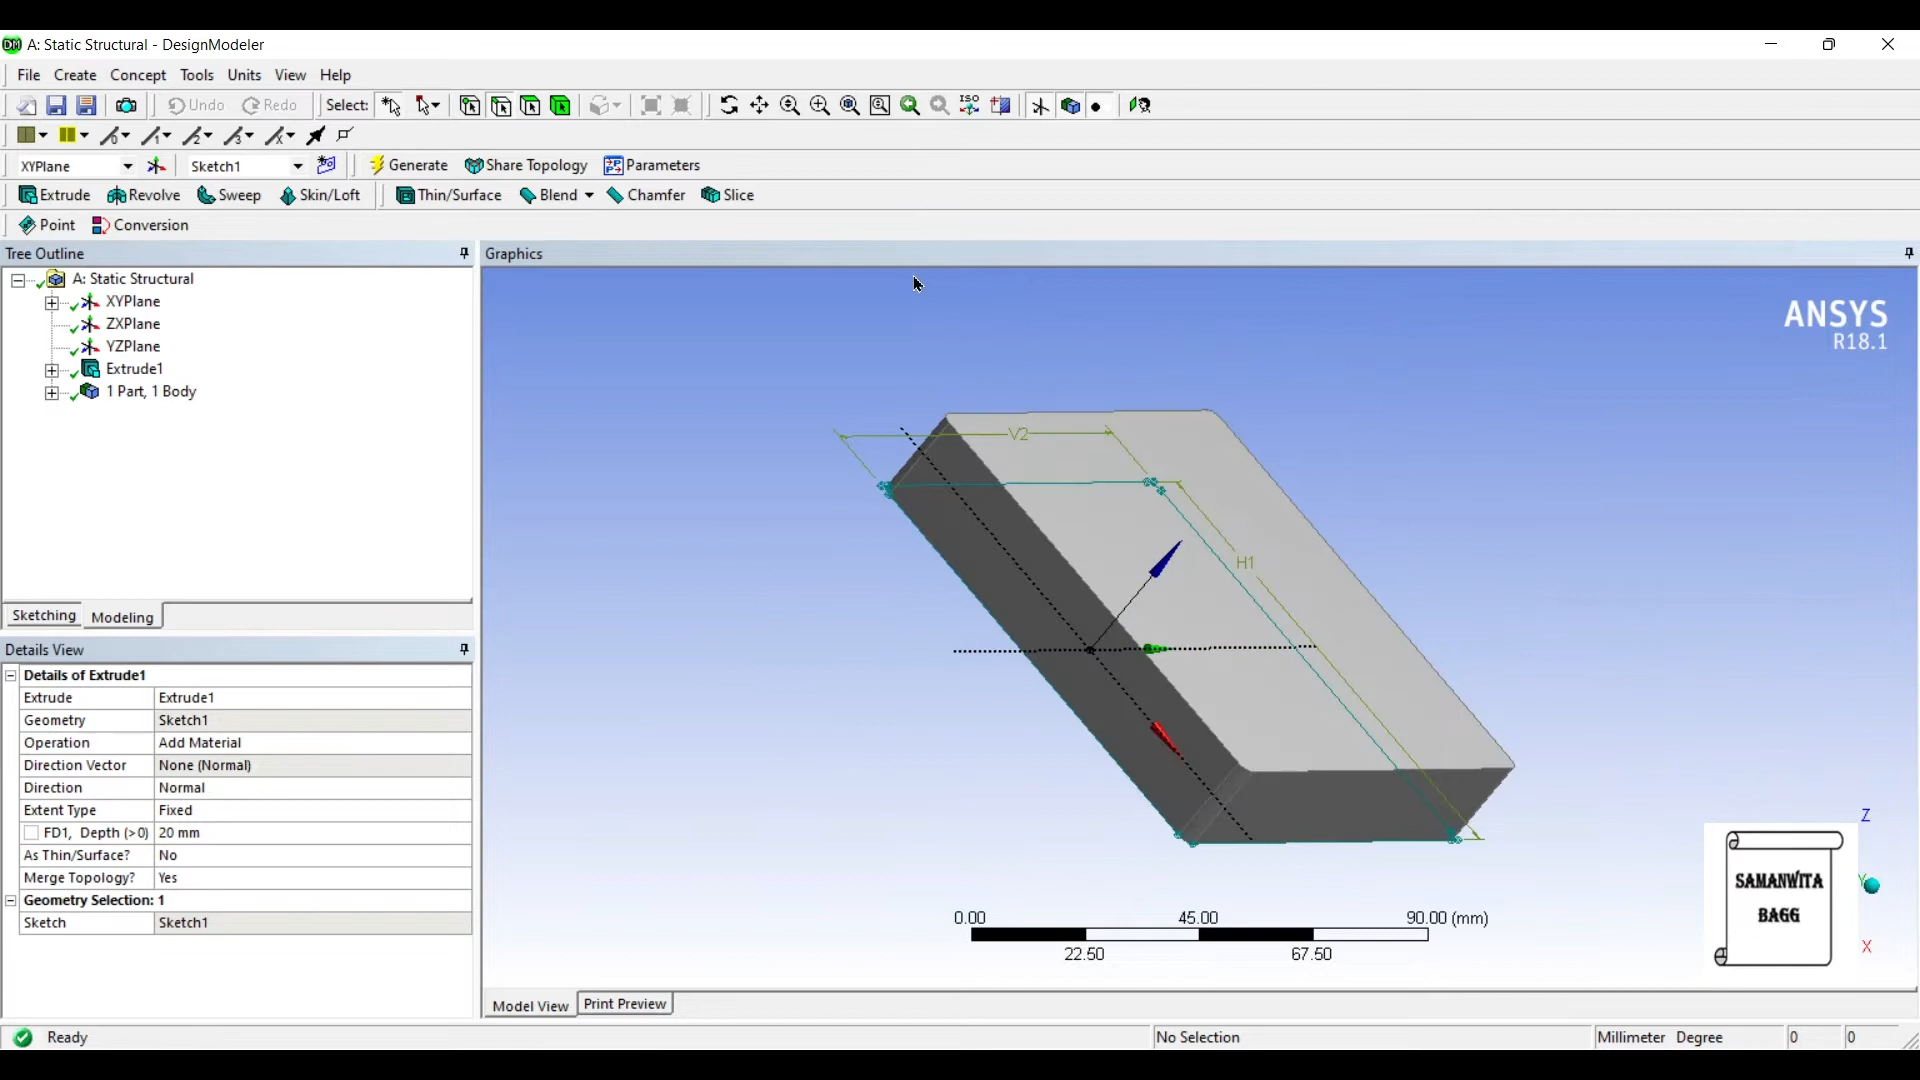 A: Static Structural - DesignModeler
File Create Concept Tools Units View Help
Undo Redo Select: ISO
XYPlane Sketch1 Generate Share Topology Parameters
Extrude Revolve Sweep Skin/Loft Thin/Surface Blend Chamfer Slice
Point Conversion
Tree Outline
A: Static Structural
XYPlane
ZXPlane
YZPlane
Extrude1
1 Part, 1 Body
Sketching Modeling
Details View
Details of Extrude1
Extrude Extrude1
Geometry Sketch1
Operation Add Material
Direction Vector None (Normal)
Direction Normal
Extent Type Fixed
FD1, Depth (>0) 20 mm
As Thin/Surface? No
Merge Topology? Yes
Geometry Selection: 1
Sketch Sketch1
Graphics
ANSYS
R18.1
V2
H1
0.00 45.00 90.00 (mm)
22.50 67.50
Z
Y
X
SAMANWITA
BAGG
Model View Print Preview
Ready No Selection Millimeter Degree 0 0